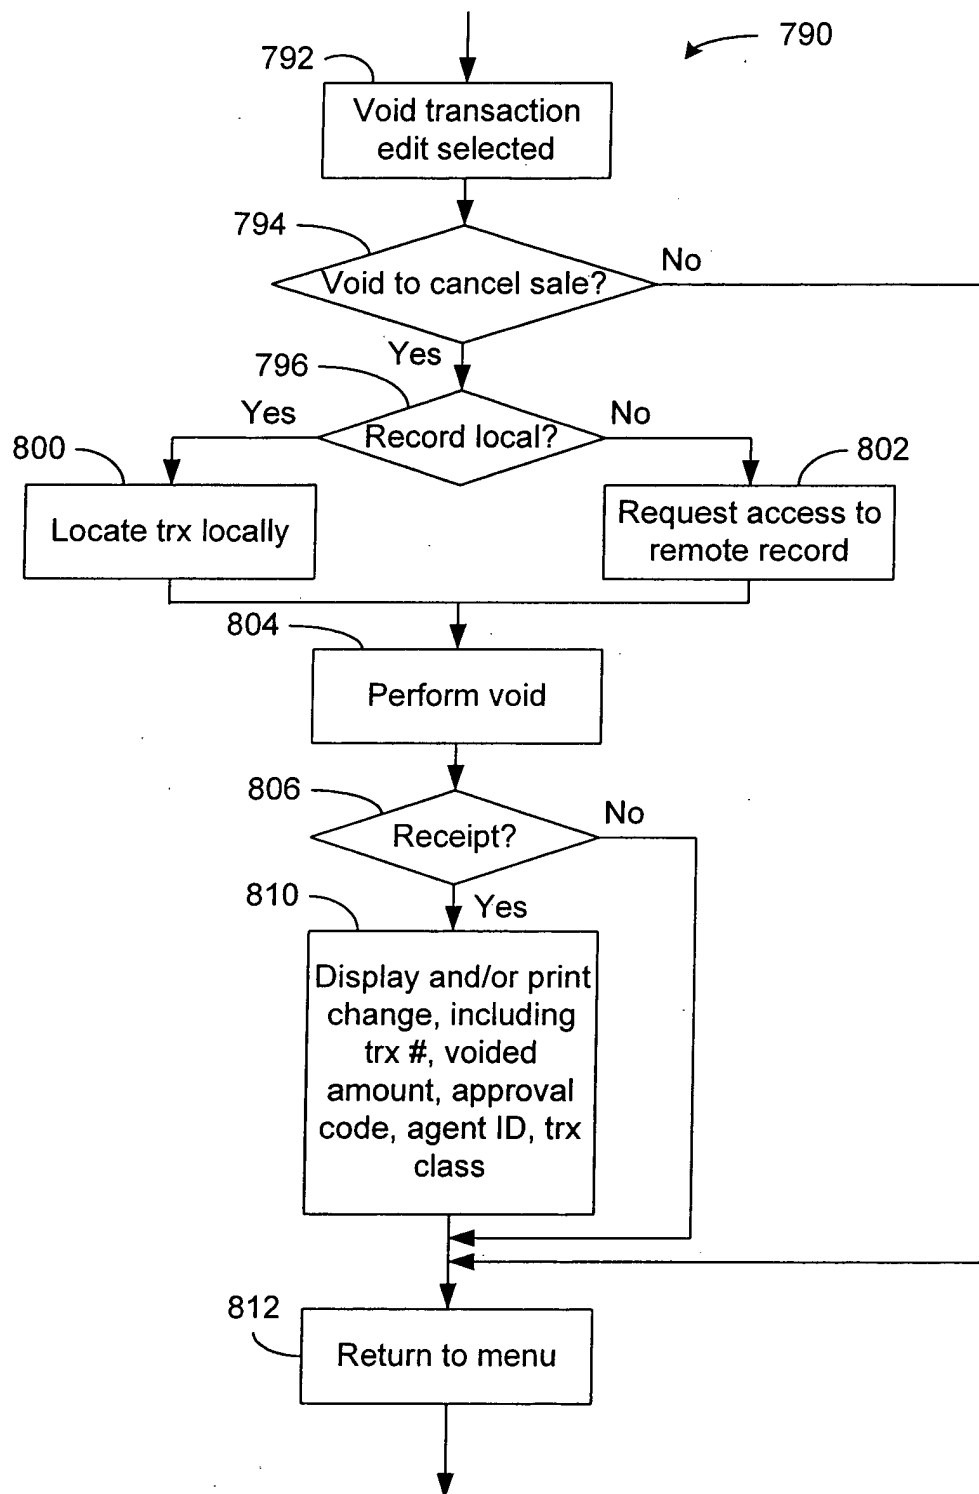 790
792
Void transaction
edit selected
794
Void to cancel sale?
No
Yes
796
Yes
Record local?
No
800
802
Locate trx locally
Request access to
remote record
804
Perform void
806
Receipt?
No
810
Yes
Display and/or print
change, including
trx #, voided
amount, approval
code, agent ID, trx
class
812
Return to menu